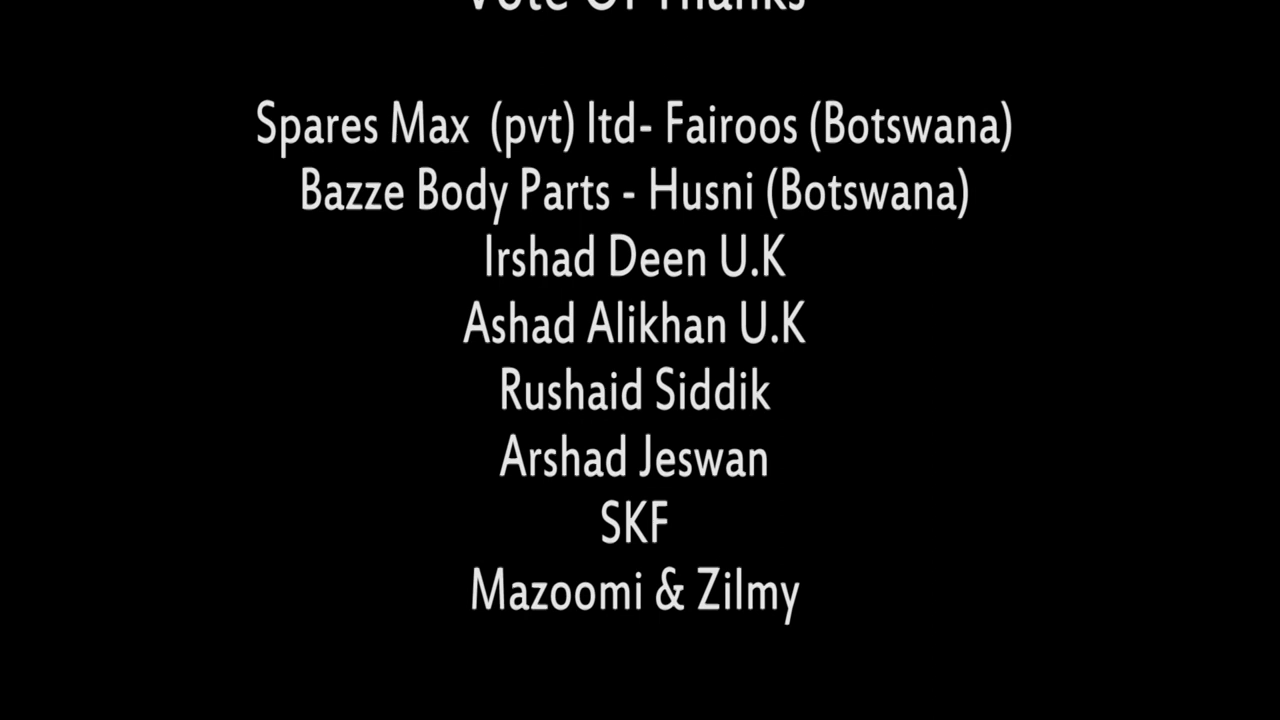 Vote Of Thanks
Spares Max (pvt) ltd- Fairoos (Botswana)
Bazze Body Parts - Husni (Botswana)
Irshad Deen U.K
Ashad Alikhan U.K
Rushaid Siddik
Arshad Jeswan
SKF
Mazoomi & Zilmy